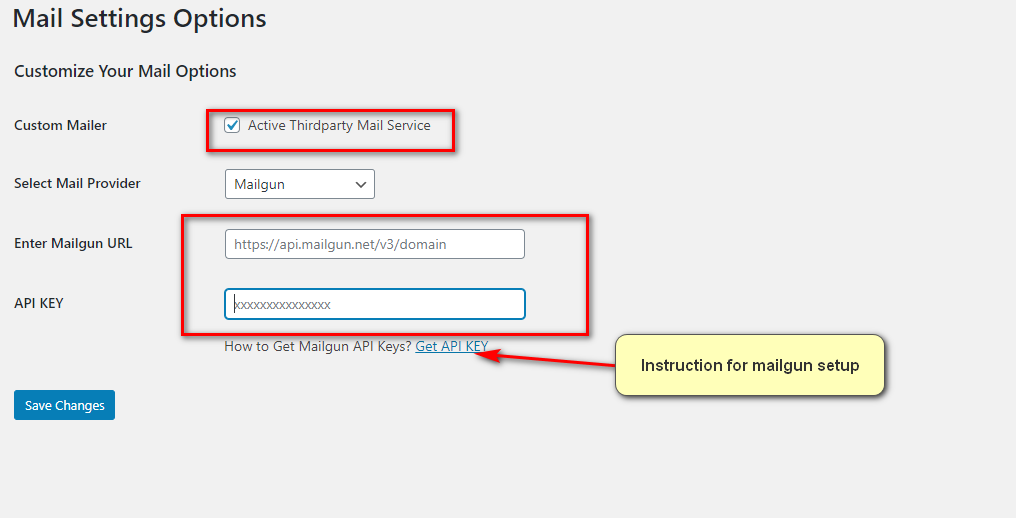 Mail Settings Options
Customize Your Mail Options
Custom Mailer
Active Thirdparty Mail Service
Select Mail Provider
Mailgun
Enter Mailgun URL
https://api.mailgun.net/v3/domain
API KEY
xxxxxxxxxxxxxxx
How to Get Mailgun API Keys? Get API KEY
Instruction for mailgun setup
Save Changes